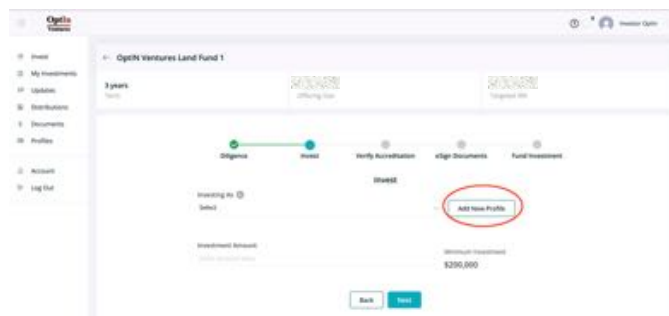 OptIn
Ventures
Investor Optin
Invest
My Investments
Updates
Distributions
Documents
Profiles
Account
Log Out
← OptIN Ventures Land Fund 1
3 years
Term
Offering Size
Targeted IRR
Diligence
Invest
Verify Accreditation
eSign Documents
Fund Investment
Invest
Investing As
Select
Add New Profile
Investment Amount
Minimum Investment
$200,000
Back
Next